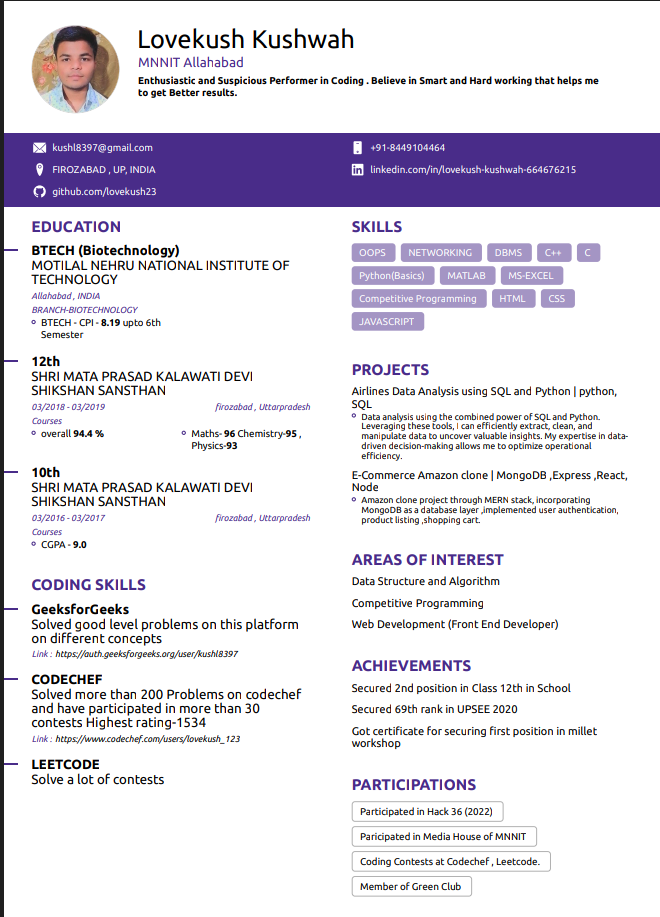 Lovekush Kushwah
MNNIT Allahabad
Enthusiastic and Suspicious Performer in Coding . Believe in Smart and Hard working that helps me
to get Better results.
kushl8397@gmail.com
+91-8449104464
FIROZABAD , UP, INDIA
linkedin.com/in/lovekush-kushwah-664676215
github.com/lovekush23
EDUCATION
BTECH (Biotechnology)
MOTILAL NEHRU NATIONAL INSTITUTE OF
TECHNOLOGY
Allahabad , INDIA
BRANCH-BIOTECHNOLOGY
BTECH - CPI - 8.19 upto 6th
Semester
12th
SHRI MATA PRASAD KALAWATI DEVI
SHIKSHAN SANSTHAN
03/2018 - 03/2019
firozabad , Uttarpradesh
Courses
overall 94.4 %
Maths- 96 Chemistry-95 ,
Physics-93
10th
SHRI MATA PRASAD KALAWATI DEVI
SHIKSHAN SANSTHAN
03/2016 - 03/2017
firozabad , Uttarpradesh
Courses
CGPA - 9.0
CODING SKILLS
GeeksforGeeks
Solved good level problems on this platform
on different concepts
Link : https://auth.geeksforgeeks.org/user/kushl8397
CODECHEF
Solved more than 200 Problems on codechef
and have participated in more than 30
contests Highest rating-1534
Link : https://www.codechef.com/users/lovekush_123
LEETCODE
Solve a lot of contests
SKILLS
OOPS NETWORKING DBMS C++ C
Python(Basics) MATLAB MS-EXCEL
Competitive Programming HTML CSS
JAVASCRIPT
PROJECTS
Airlines Data Analysis using SQL and Python | python,
SQL
Data analysis using the combined power of SQL and Python.
Leveraging these tools, I can efficiently extract, clean, and
manipulate data to uncover valuable insights. My expertise in data-
driven decision-making allows me to optimize operational
efficiency.
E-Commerce Amazon clone | MongoDB ,Express ,React,
Node
Amazon clone project through MERN stack, incorporating
MongoDB as a database layer ,implemented user authentication,
product listing ,shopping cart.
AREAS OF INTEREST
Data Structure and Algorithm
Competitive Programming
Web Development (Front End Developer)
ACHIEVEMENTS
Secured 2nd position in Class 12th in School
Secured 69th rank in UPSEE 2020
Got certificate for securing first position in millet
workshop
PARTICIPATIONS
Participated in Hack 36 (2022)
Paricipated in Media House of MNNIT
Coding Contests at Codechef , Leetcode.
Member of Green Club